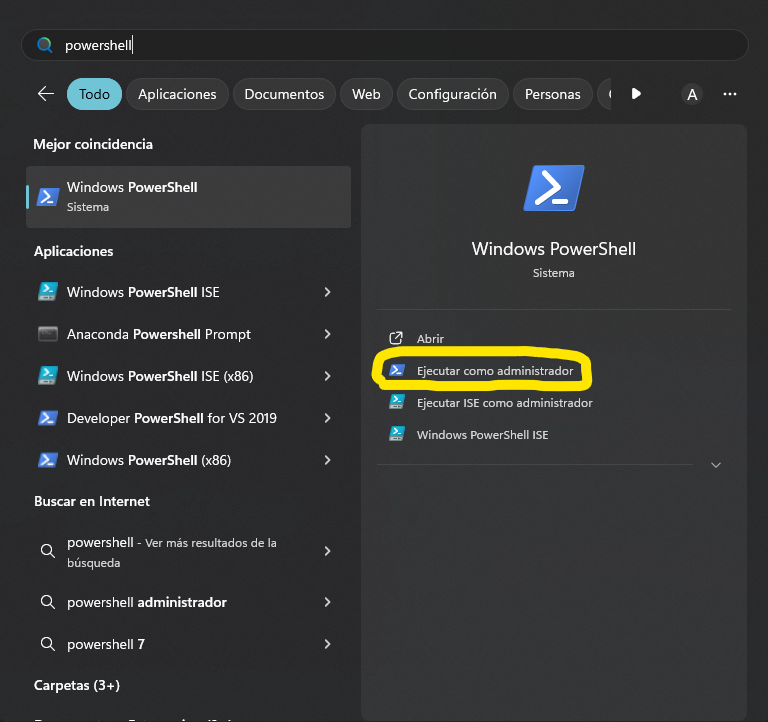 powershell
Todo
Aplicaciones
Documentos
Web
Configuración
Personas
A
Mejor coincidencia
Windows PowerShell
Sistema
Aplicaciones
Windows PowerShell ISE
Anaconda Powershell Prompt
Windows PowerShell ISE (x86)
Developer PowerShell for VS 2019
Windows PowerShell (x86)
Buscar en Internet
powershell - Ver más resultados de la
búsqueda
powershell administrador
powershell 7
Carpetas (3+)
Windows PowerShell
Sistema
Abrir
Ejecutar como administrador
Ejecutar ISE como administrador
Windows PowerShell ISE